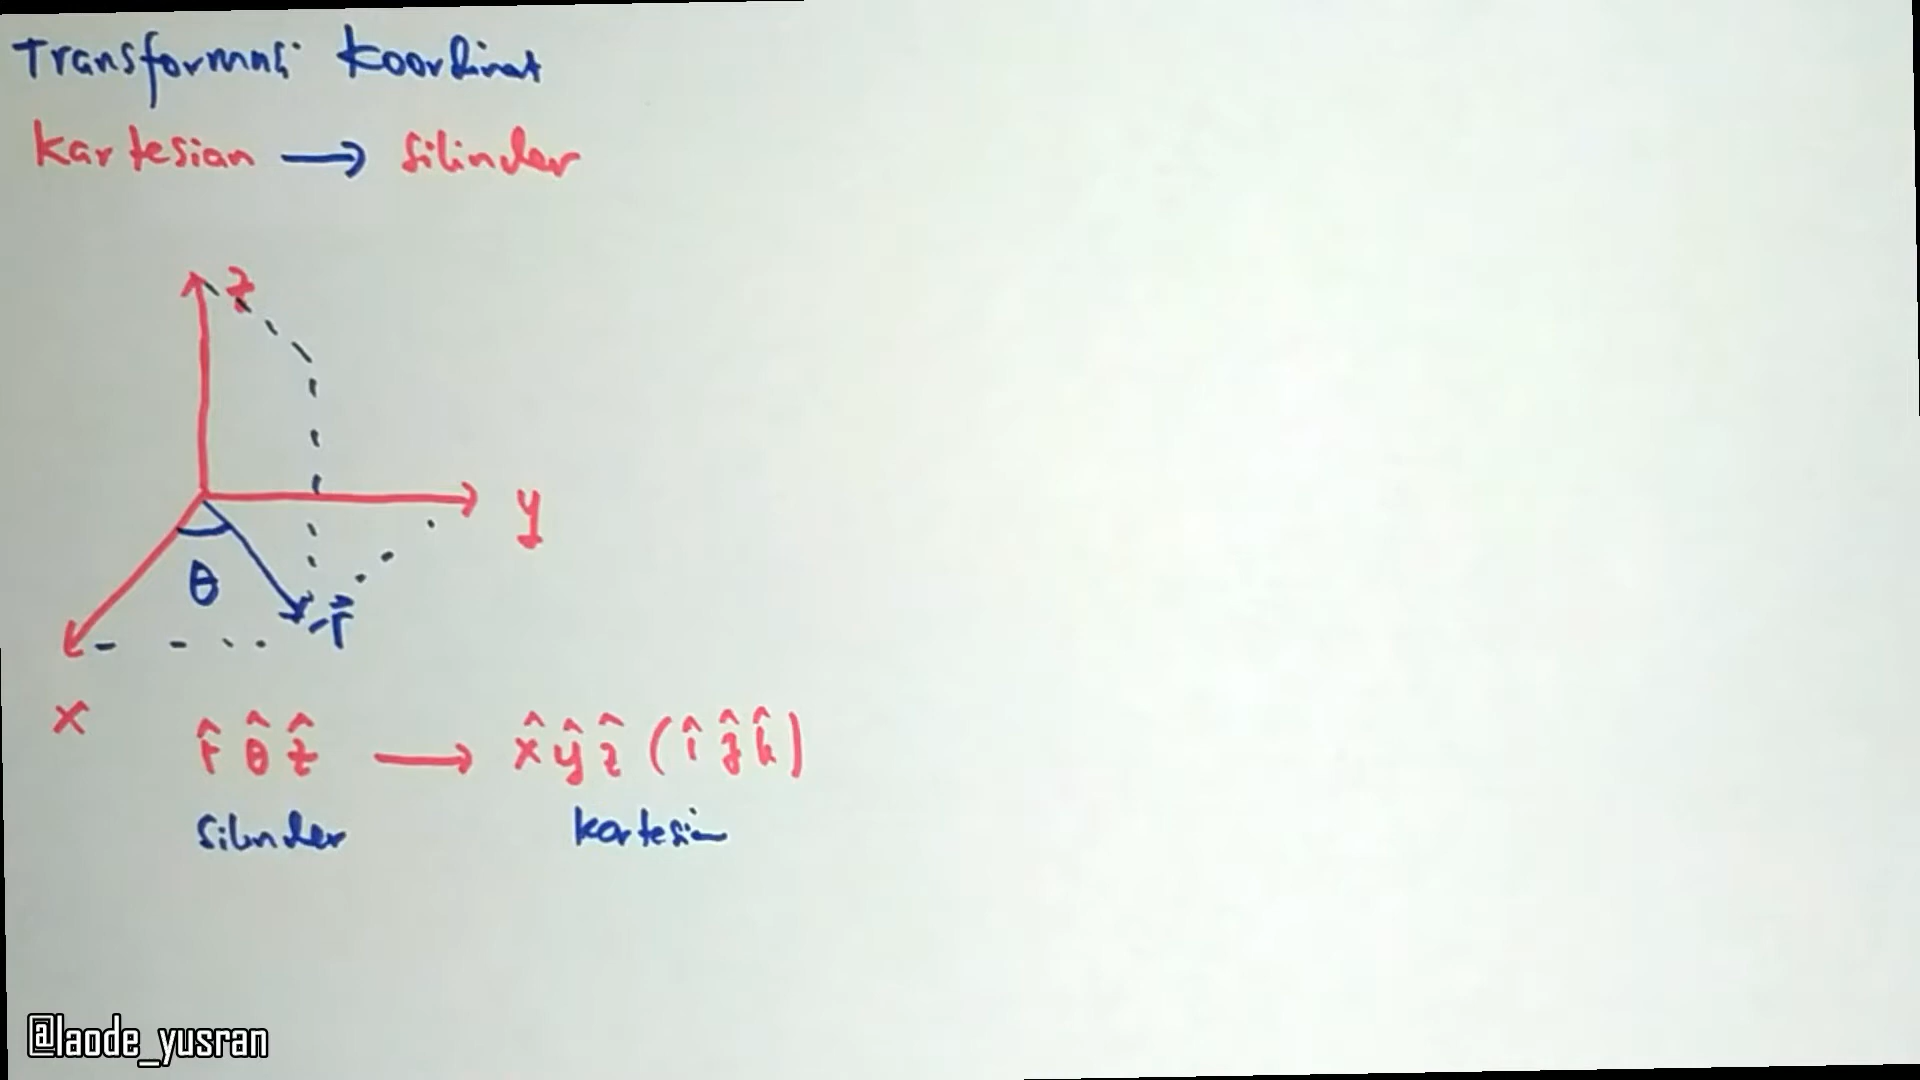 Transformasi Koordinat
Kartesian → Silinder
z
y
θ
r⃗
x
r̂ θ̂ ẑ → x̂ ŷ ẑ (î ĵ k̂)
Silinder kartesian
@laode_yusran